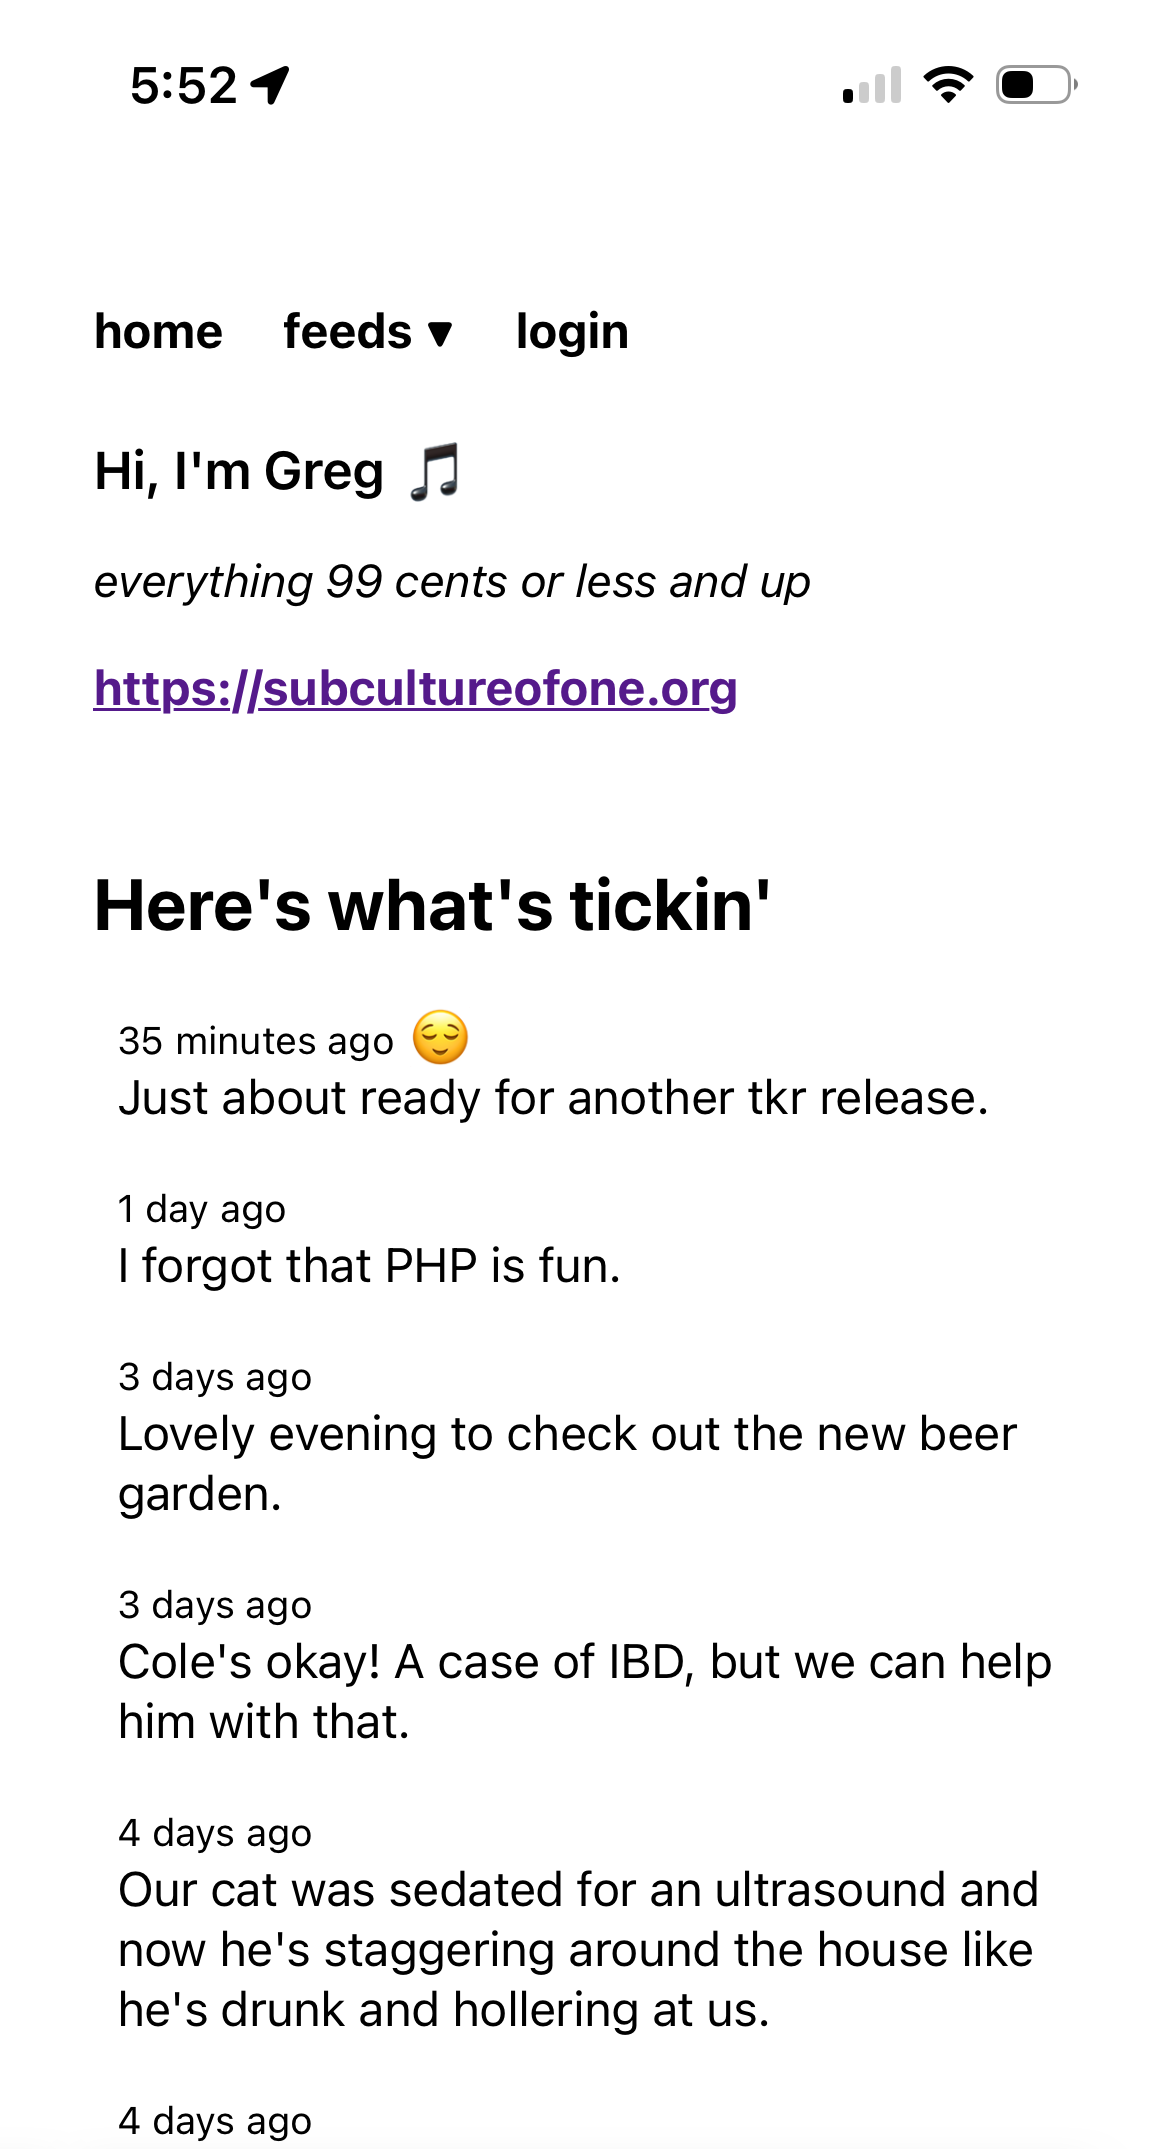 5:52
home feeds ▼ login
Hi, I'm Greg 🎵
everything 99 cents or less and up
https://subcultureofone.org
Here's what's tickin'
35 minutes ago 😌
Just about ready for another tkr release.
1 day ago
I forgot that PHP is fun.
3 days ago
Lovely evening to check out the new beer
garden.
3 days ago
Cole's okay! A case of IBD, but we can help
him with that.
4 days ago
Our cat was sedated for an ultrasound and
now he's staggering around the house like
he's drunk and hollering at us.
4 days ago